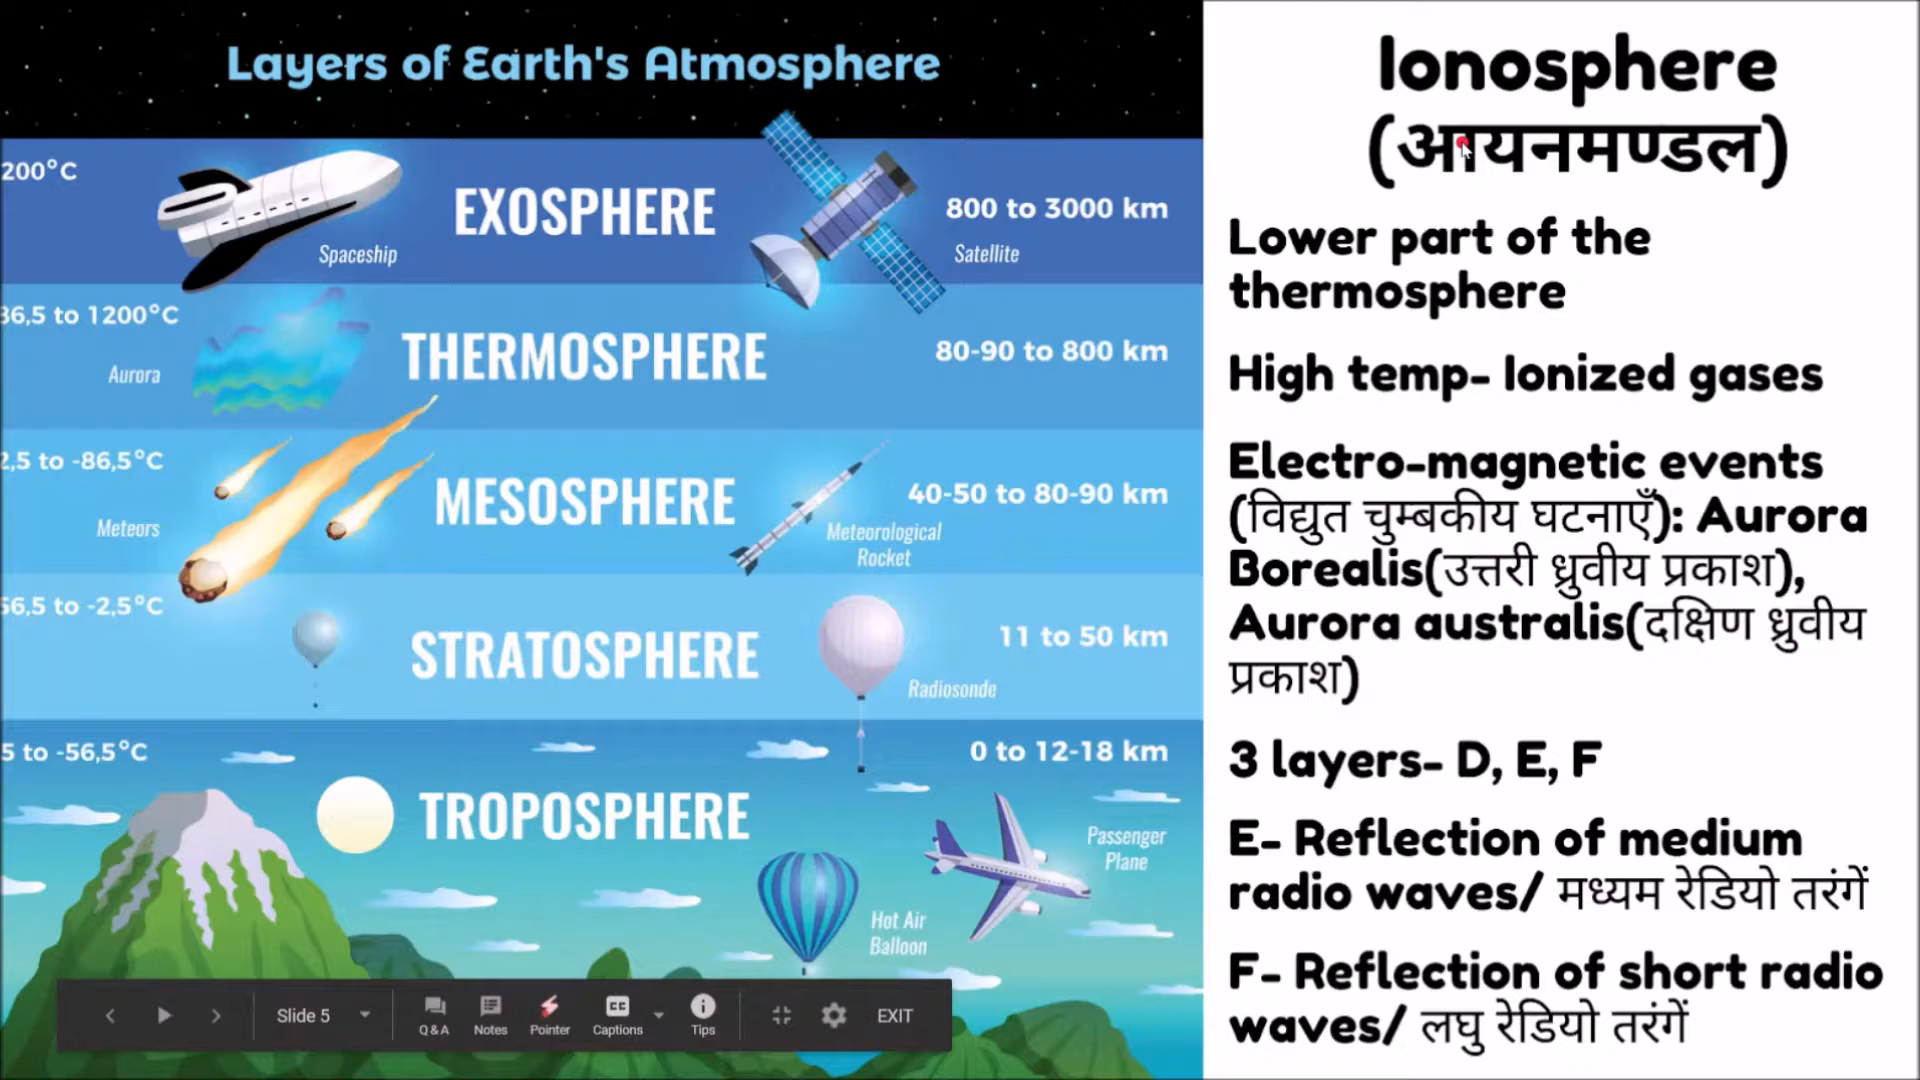 Layers of Earth's Atmosphere
200°C
Spaceship
EXOSPHERE
800 to 3000 km
Satellite
36,5 to 1200°C
Aurora
THERMOSPHERE
80-90 to 800 km
2,5 to -86,5°C
Meteors
MESOSPHERE
40-50 to 80-90 km
Meteorological
Rocket
56,5 to -2,5°C
STRATOSPHERE
11 to 50 km
Radiosonde
5 to -56,5°C
TROPOSPHERE
0 to 12-18 km
Passenger
Plane
Hot Air
Balloon
Slide 5
Q & A
Notes
Pointer
CC
Captions
Tips
EXIT
Ionosphere
(आयनमण्डल)
Lower part of the
thermosphere
High temp- Ionized gases
Electro-magnetic events
(विद्युत चुम्बकीय घटनाएँ): Aurora
Borealis(उत्तरी ध्रुवीय प्रकाश),
Aurora australis(दक्षिण ध्रुवीय
प्रकाश)
3 layers- D, E, F
E- Reflection of medium
radio waves/ मध्यम रेडियो तरंगें
F- Reflection of short radio
waves/ लघु रेडियो तरंगें